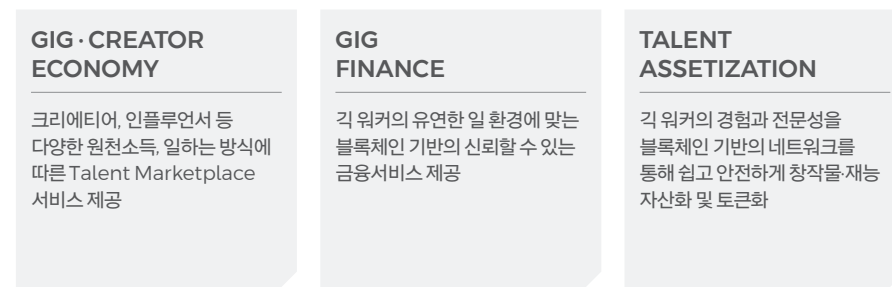 GIG · CREATOR
ECONOMY
크리에티어, 인플루언서 등
다양한 원천소득, 일하는 방식에
따른 Talent Marketplace
서비스 제공
GIG
FINANCE
긱 워커의 유연한 일 환경에 맞는
블록체인 기반의 신뢰할 수 있는
금융서비스 제공
TALENT
ASSETIZATION
긱 워커의 경험과 전문성을
블록체인 기반의 네트워크를
통해 쉽고 안전하게 창작물·재능
자산화 및 토큰화